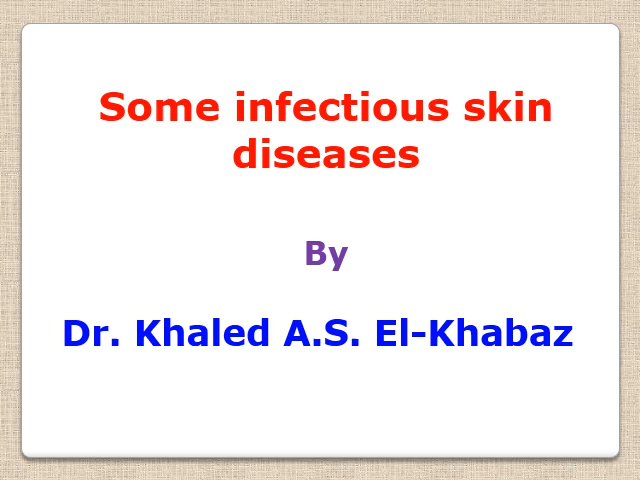 Some infectious skin
diseases
By
Dr. Khaled A.S. El-Khabaz